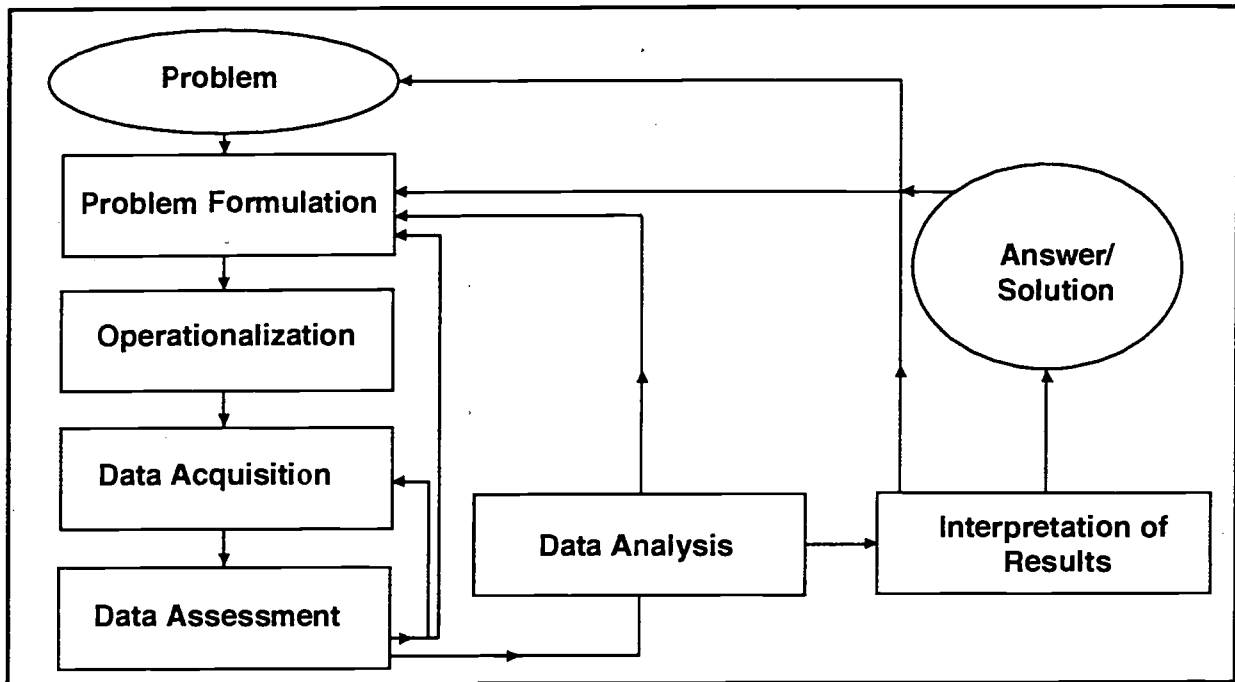 Problem
Problem Formulation
Operationalization
Data Acquisition
Data Assessment
Data Analysis
Interpretation of
Results
Answer/
Solution